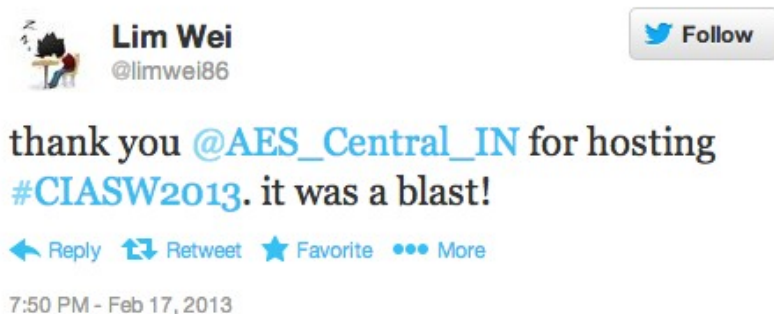 Lim Wei
@limwei86
Follow
thank you @AES_Central_IN for hosting
#CIASW2013. it was a blast!
Reply Retweet Favorite More
7:50 PM - Feb 17, 2013